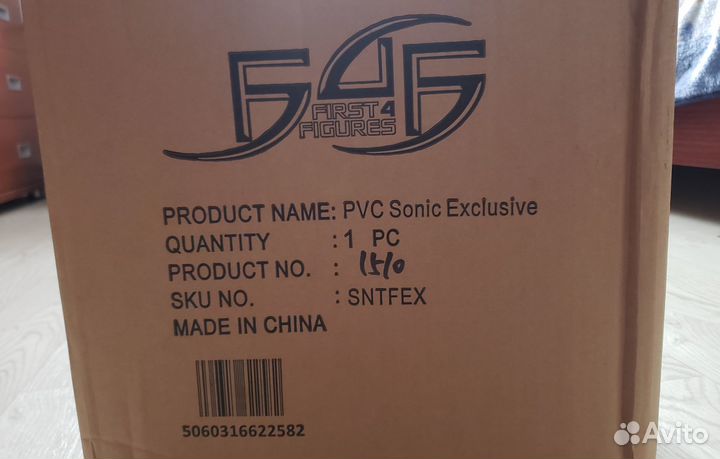 F4F
FIRST 4
FIGURES
PRODUCT NAME: PVC Sonic Exclusive
QUANTITY : 1 PC
PRODUCT NO. : 1510
SKU NO. : SNTFEX
MADE IN CHINA
5060316622582
Avito